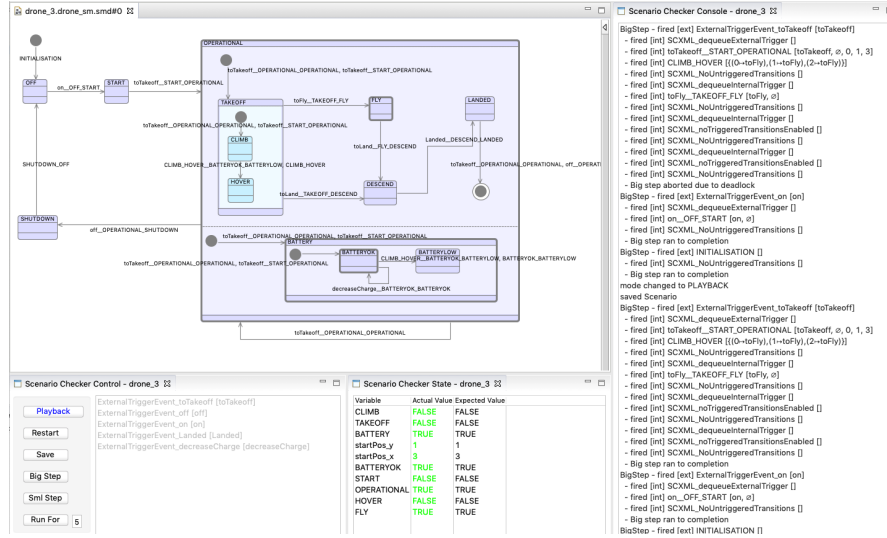 drone_3.drone_sm.smd#0
INITIALISATION
OFF
on__OFF_START
START
toTakeoff__START_OPERATIONAL
OPERATIONAL
toTakeoff__OPERATIONAL_OPERATIONAL, toTakeoff__START_OPERATIONAL
TAKEOFF
toFly__TAKEOFF_FLY
FLY
LANDED
toTakeoff__OPERATIONAL_OPERATIONAL, toTakeoff__START_OPERATIONAL
CLIMB
toLand__FLY_DESCEND
Landed__DESCEND_LANDED
SHUTDOWN_OFF
CLIMB_HOVER__BATTERYOK_BATTERYLOW, CLIMB_HOVER
toTakeoff__OPERATIONAL_OPERATIONAL, off__OPERATI
HOVER
DESCEND
toLand__TAKEOFF_DESCEND
SHUTDOWN
off__OPERATIONAL_SHUTDOWN
toTakeoff__OPERATIONAL_OPERATIONAL, toTakeoff__START_OPERATIONAL
BATTERY
BATTERYOK
BATTERYLOW
toTakeoff__OPERATIONAL_OPERATIONAL, toTakeoff__START_OPERATIONAL
CLIMB_HOVER__BATTERYOK_BATTERYLOW, BATTERYOK_BATTERYLOW
decreaseCharge__BATTERYOK_BATTERYOK
toTakeoff__OPERATIONAL_OPERATIONAL
Scenario Checker Control - drone_3
Playback
Restart
Save
Big Step
Sml Step
Run For
5
ExternalTriggerEvent_toTakeoff [toTakeoff]
ExternalTriggerEvent_off [off]
ExternalTriggerEvent_on [on]
ExternalTriggerEvent_Landed [Landed]
ExternalTriggerEvent_decreaseCharge [decreaseCharge]
Scenario Checker State - drone_3
Variable Actual Value Expected Value
CLIMB FALSE FALSE
TAKEOFF FALSE FALSE
BATTERY TRUE TRUE
startPos_y 1 1
startPos_x 3 3
BATTERYOK TRUE TRUE
START FALSE FALSE
OPERATIONAL TRUE TRUE
HOVER FALSE FALSE
FLY TRUE TRUE
Scenario Checker Console - drone_3
BigStep - fired [ext] ExternalTriggerEvent_toTakeoff [toTakeoff]
- fired [int] SCXML_dequeueExternalTrigger []
- fired [int] toTakeoff__START_OPERATIONAL [toTakeoff, ∅, 0, 1, 3]
- fired [int] CLIMB_HOVER [{(0↦toFly),(1↦toFly),(2↦toFly)}]
- fired [int] SCXML_NoUntriggeredTransitions []
- fired [int] SCXML_dequeueInternalTrigger []
- fired [int] toFly__TAKEOFF_FLY [toFly, ∅]
- fired [int] SCXML_NoUntriggeredTransitions []
- fired [int] SCXML_dequeueInternalTrigger []
- fired [int] SCXML_noTriggeredTransitionsEnabled []
- fired [int] SCXML_NoUntriggeredTransitions []
- fired [int] SCXML_dequeueInternalTrigger []
- fired [int] SCXML_noTriggeredTransitionsEnabled []
- fired [int] SCXML_NoUntriggeredTransitions []
- Big step aborted due to deadlock
BigStep - fired [ext] ExternalTriggerEvent_on [on]
- fired [int] SCXML_dequeueExternalTrigger []
- fired [int] on__OFF_START [on, ∅]
- fired [int] SCXML_NoUntriggeredTransitions []
- Big step ran to completion
BigStep - fired [ext] INITIALISATION []
- fired [int] SCXML_NoUntriggeredTransitions []
- Big step ran to completion
mode changed to PLAYBACK
saved Scenario
BigStep - fired [ext] ExternalTriggerEvent_toTakeoff [toTakeoff]
- fired [int] SCXML_dequeueExternalTrigger []
- fired [int] toTakeoff__START_OPERATIONAL [toTakeoff, ∅, 0, 1, 3]
- fired [int] CLIMB_HOVER [{(0↦toFly),(1↦toFly),(2↦toFly)}]
- fired [int] SCXML_NoUntriggeredTransitions []
- fired [int] SCXML_dequeueInternalTrigger []
- fired [int] toFly__TAKEOFF_FLY [toFly, ∅]
- fired [int] SCXML_NoUntriggeredTransitions []
- fired [int] SCXML_dequeueInternalTrigger []
- fired [int] SCXML_noTriggeredTransitionsEnabled []
- fired [int] SCXML_NoUntriggeredTransitions []
- fired [int] SCXML_dequeueInternalTrigger []
- fired [int] SCXML_noTriggeredTransitionsEnabled []
- fired [int] SCXML_NoUntriggeredTransitions []
- Big step ran to completion
BigStep - fired [ext] ExternalTriggerEvent_on [on]
- fired [int] SCXML_dequeueExternalTrigger []
- fired [int] on__OFF_START [on, ∅]
- fired [int] SCXML_NoUntriggeredTransitions []
- Big step ran to completion
BigStep - fired [ext] INITIALISATION []